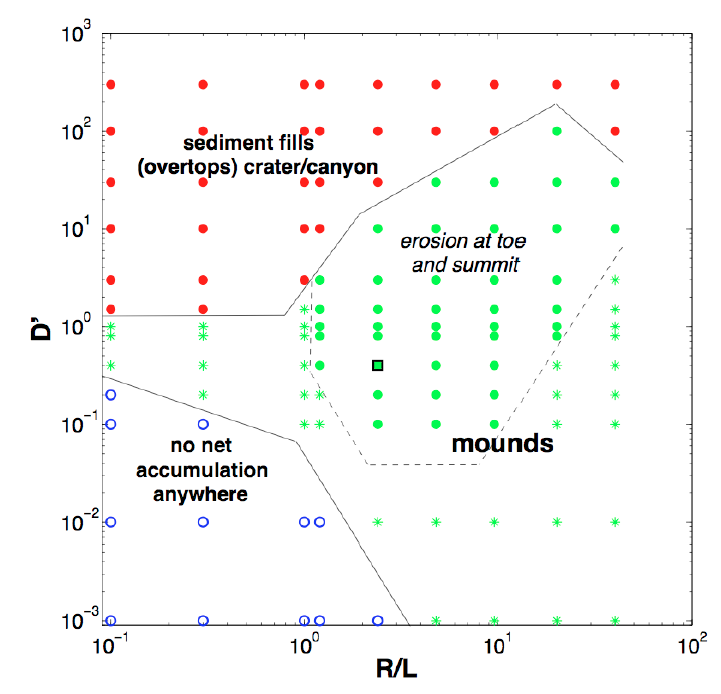 10^3
10^2
10^1
10^0
10^-1
10^-2
10^-3
D'
sediment fills
(overtops) crater/canyon
erosion at toe
and summit
mounds
no net
accumulation
anywhere
10^-1
10^0
10^1
10^2
R/L